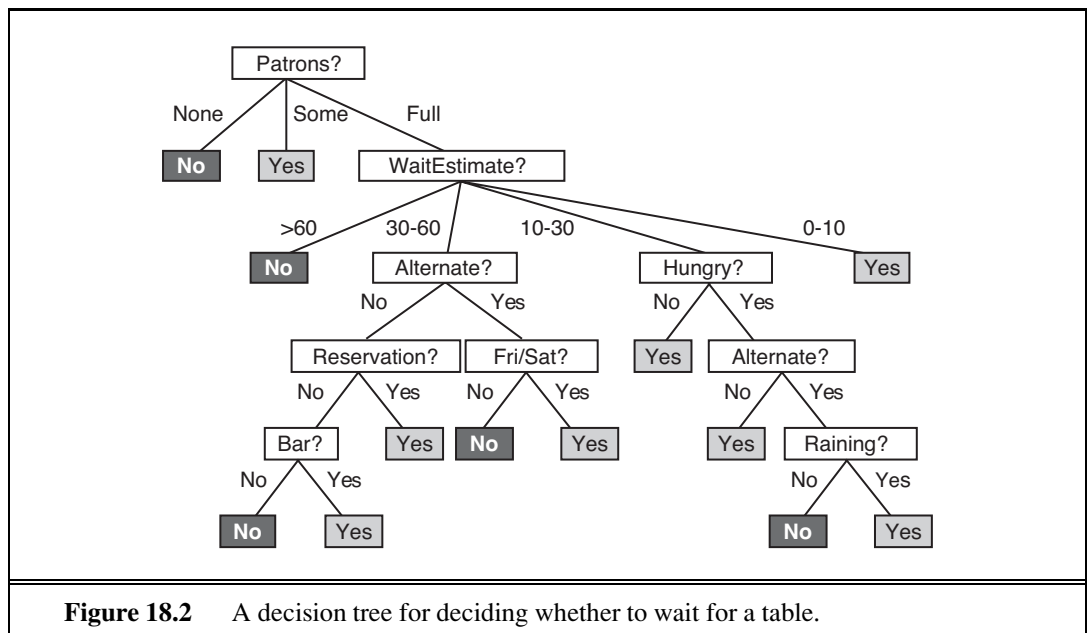 Patrons?
None Some Full
No Yes WaitEstimate?
>60 30-60 10-30 0-10
No Alternate? Hungry? Yes
No Yes No Yes
Reservation? Fri/Sat? Yes Alternate?
No Yes No Yes No Yes
Bar? Yes No Yes Yes Raining?
No Yes No Yes
No Yes No Yes
Figure 18.2 A decision tree for deciding whether to wait for a table.